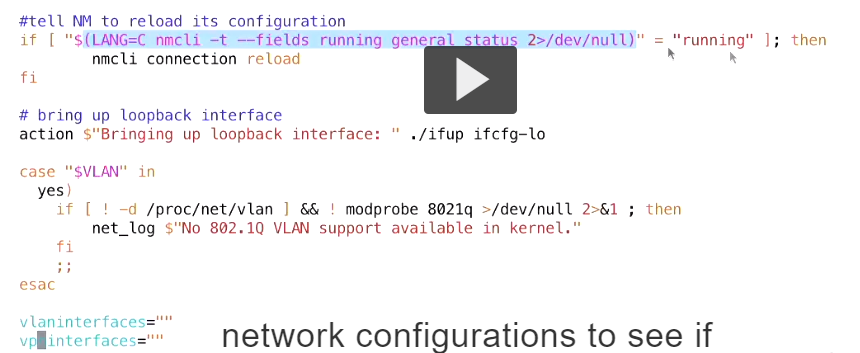 #tell NM to reload its configuration
if [ "$(LANG=C nmcli -t --fields running general status 2>/dev/null)" = "running" ]; then
nmcli connection reload
fi
# bring up loopback interface
action $"Bringing up loopback interface: " ./ifup ifcfg-lo
case "$VLAN" in
yes)
if [ ! -d /proc/net/vlan ] && ! modprobe 8021q >/dev/null 2>&1 ; then
net_log $"No 802.1Q VLAN support available in kernel."
fi
;;
esac
vlaninterfaces=""
vpninterfaces=""
network configurations to see if